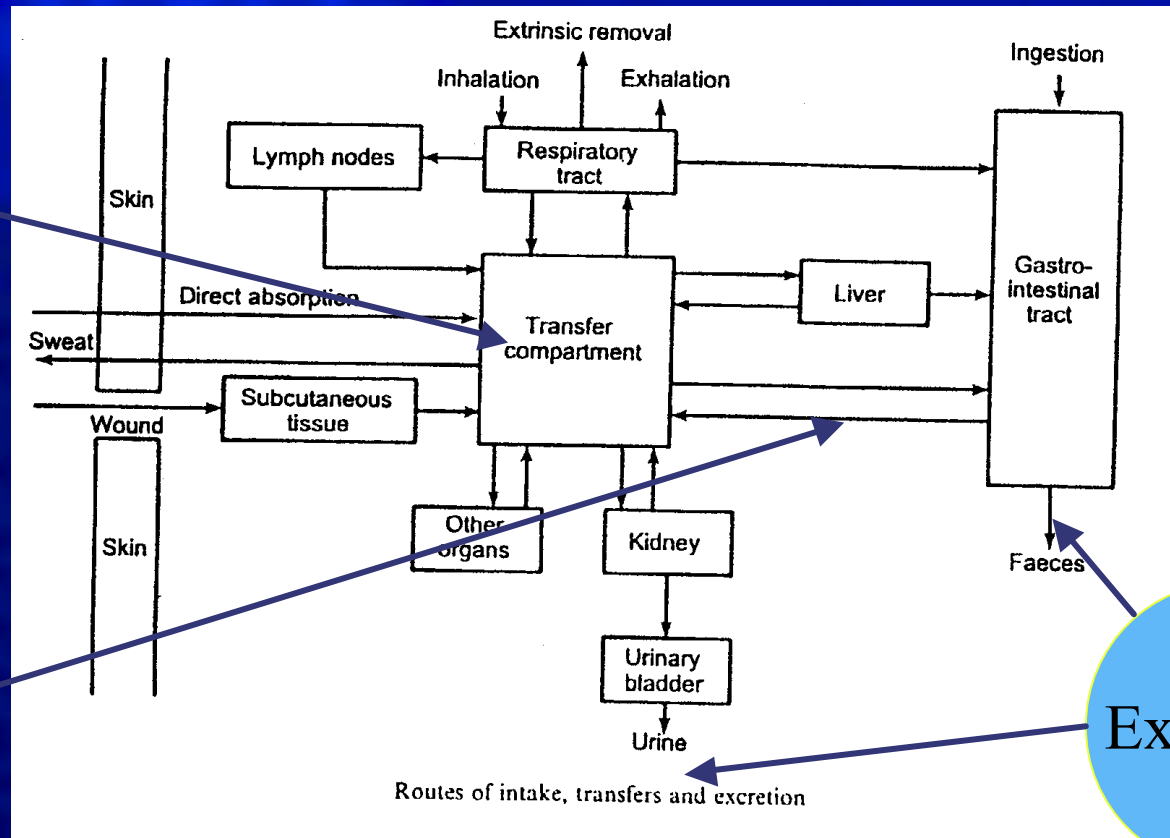 Extrinsic removal
Ingestion
Inhalation
Exhalation
Lymph nodes
Respiratory
tract
Skin
Gastro-
intestinal
tract
Liver
Direct absorption
Transfer
compartment
Sweat
Subcutaneous
tissue
Wound
Skin
Other
organs
Kidney
Faeces
Urinary
bladder
Urine
Ex
Routes of intake, transfers and excretion